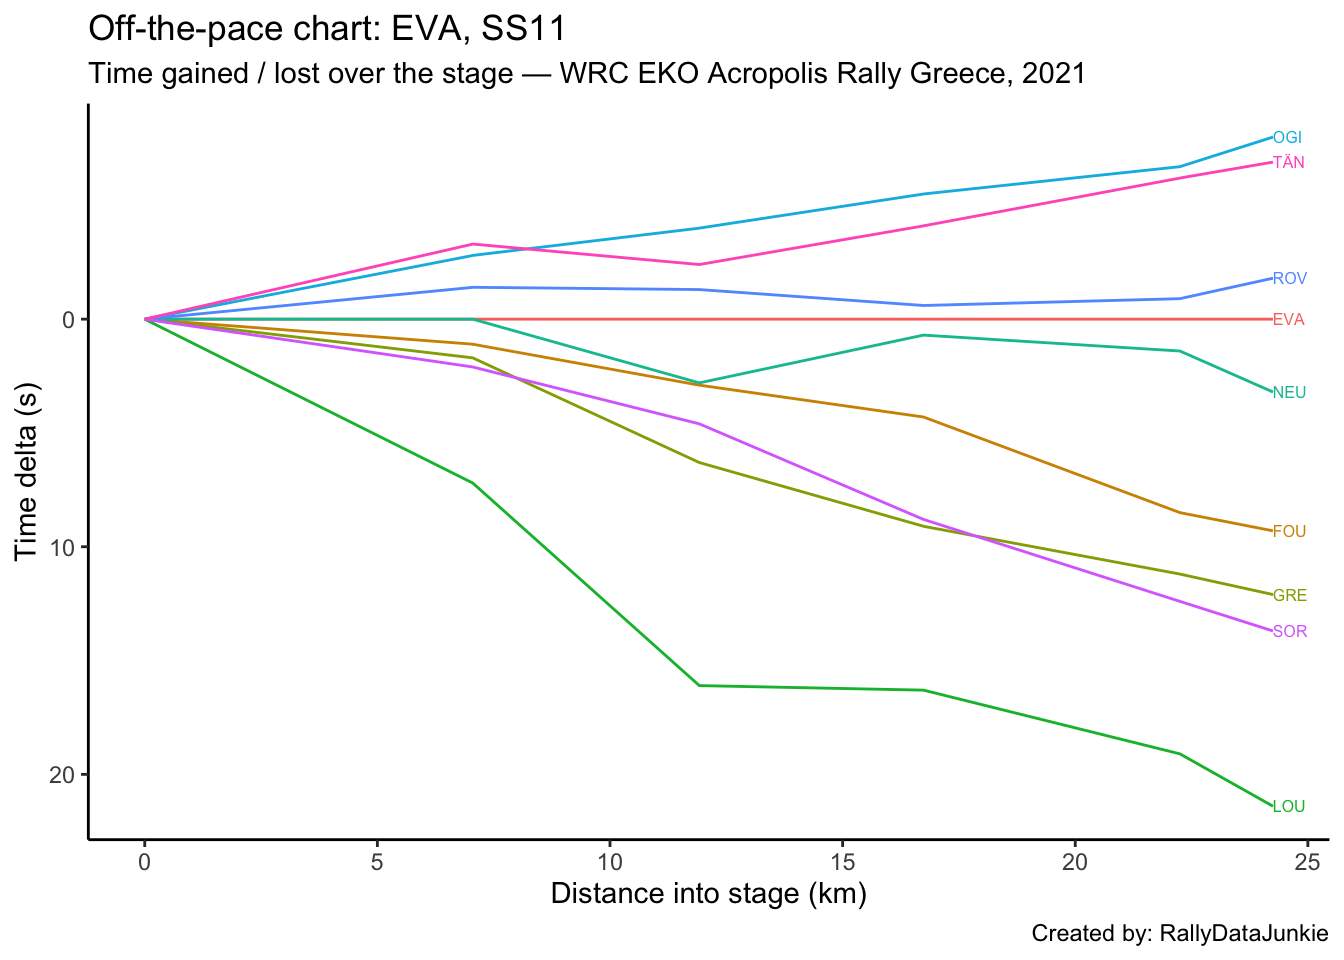 Off-the-pace chart: EVA, SS11
Time gained / lost over the stage — WRC EKO Acropolis Rally Greece, 2021
OGI
TÄN
ROV
EVA
NEU
FOU
GRE
SOR
LOU
Time delta (s)
0
10
20
0 5 10 15 20 25
Distance into stage (km)
Created by: RallyDataJunkie